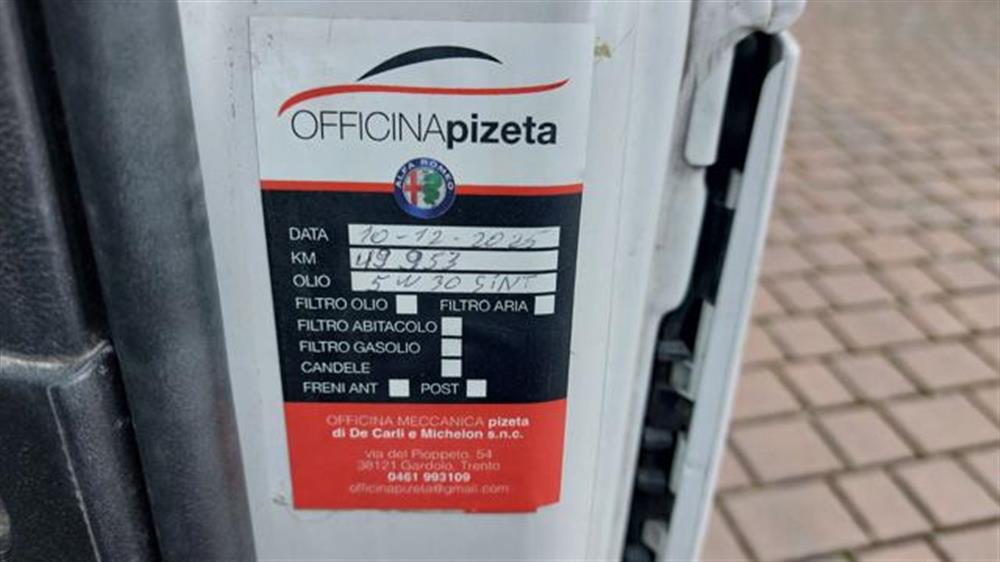 OFFICINApizeta
ALFA ROMEO
DATA 10-12-2025
KM 49 953
OLIO 5 W 30 SINT
FILTRO OLIO FILTRO ARIA
FILTRO ABITACOLO
FILTRO GASOLIO
CANDELE
FRENI ANT POST
OFFICINA MECCANICA pizeta
di De Carli e Michelon s.n.c.
via del Pioppeto, 54
38121 Gardolo, Trento
0461 993109
officinapizeta@gmail.com